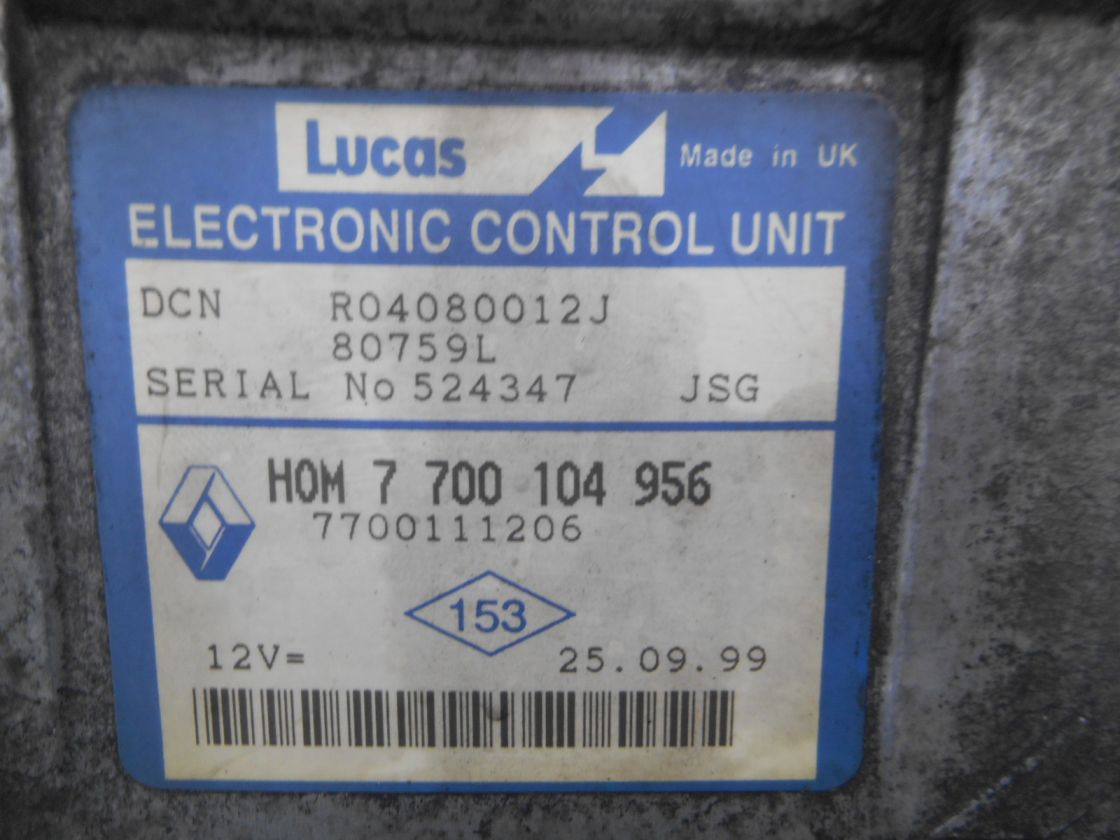 Lucas Made in UK
ELECTRONIC CONTROL UNIT
DCN R04080012J
80759L
SERIAL No 524347 JSG
HOM 7 700 104 956
7700111206
153
12V= 25.09.99